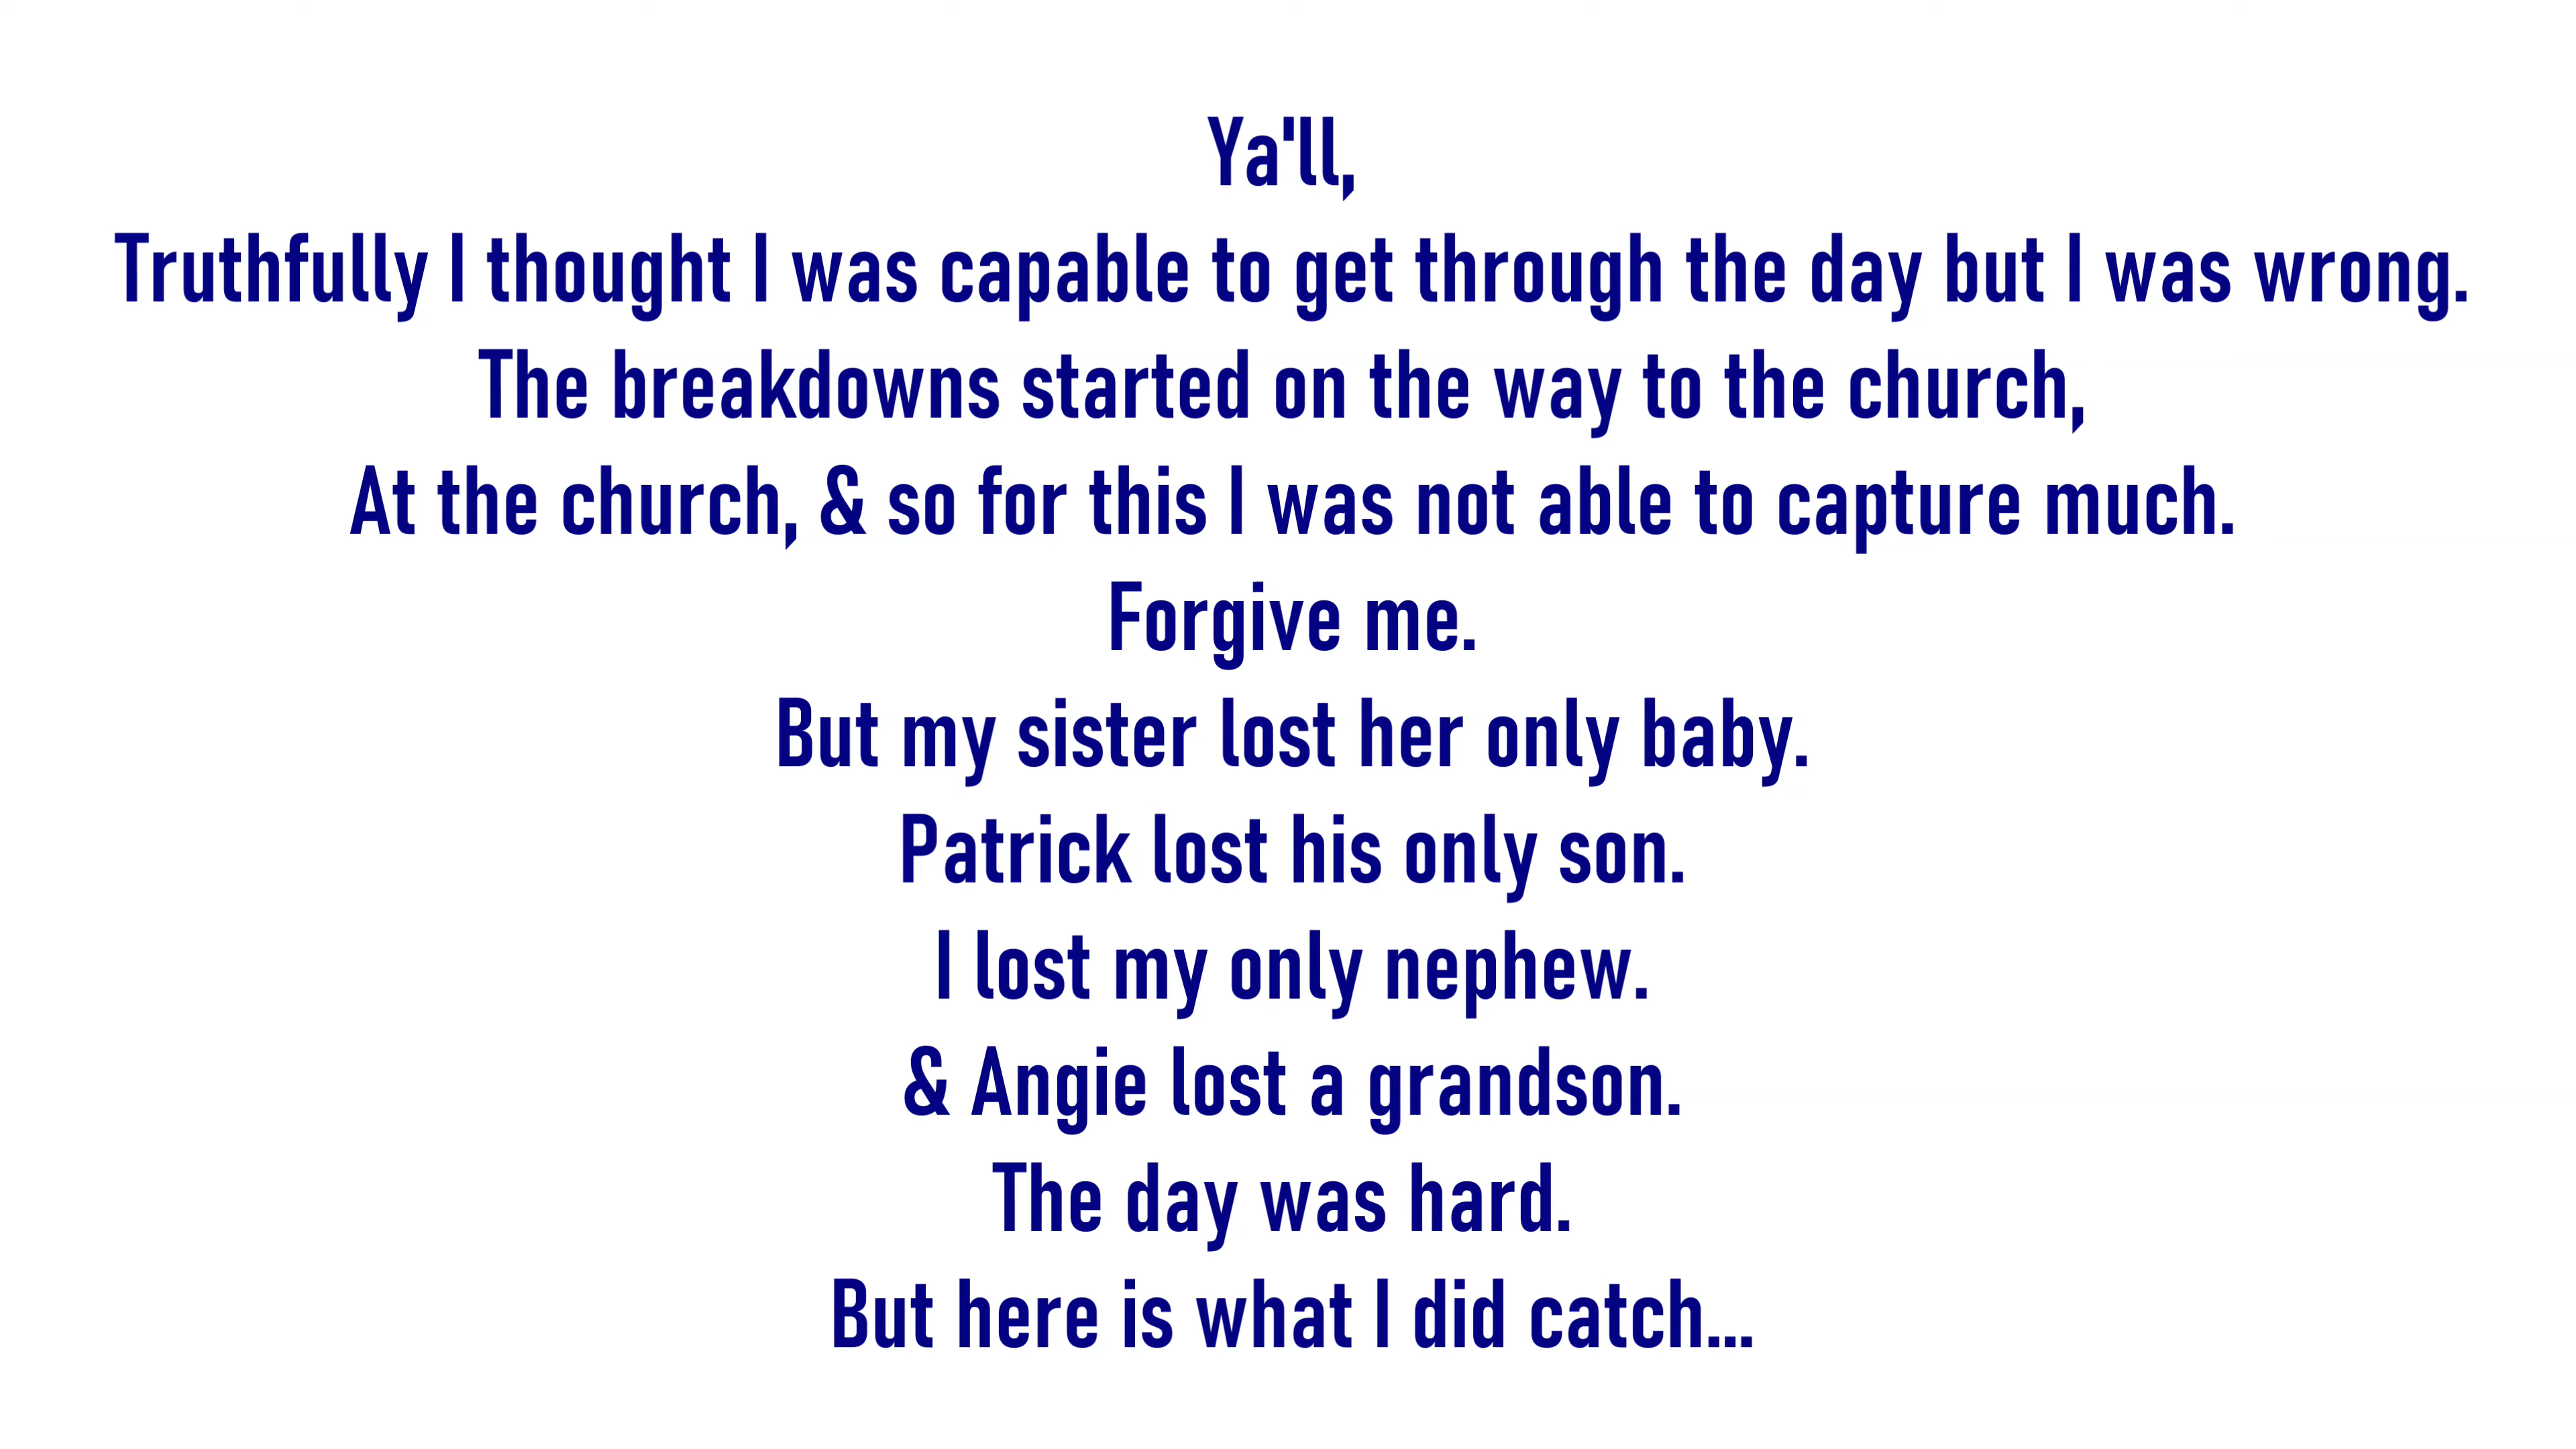 Ya'll,
Truthfully I thought I was capable to get through the day but I was wrong.
The breakdowns started on the way to the church,
At the church, & so for this I was not able to capture much.
Forgive me.
But my sister lost her only baby.
Patrick lost his only son.
I lost my only nephew.
& Angie lost a grandson.
The day was hard.
But here is what I did catch...